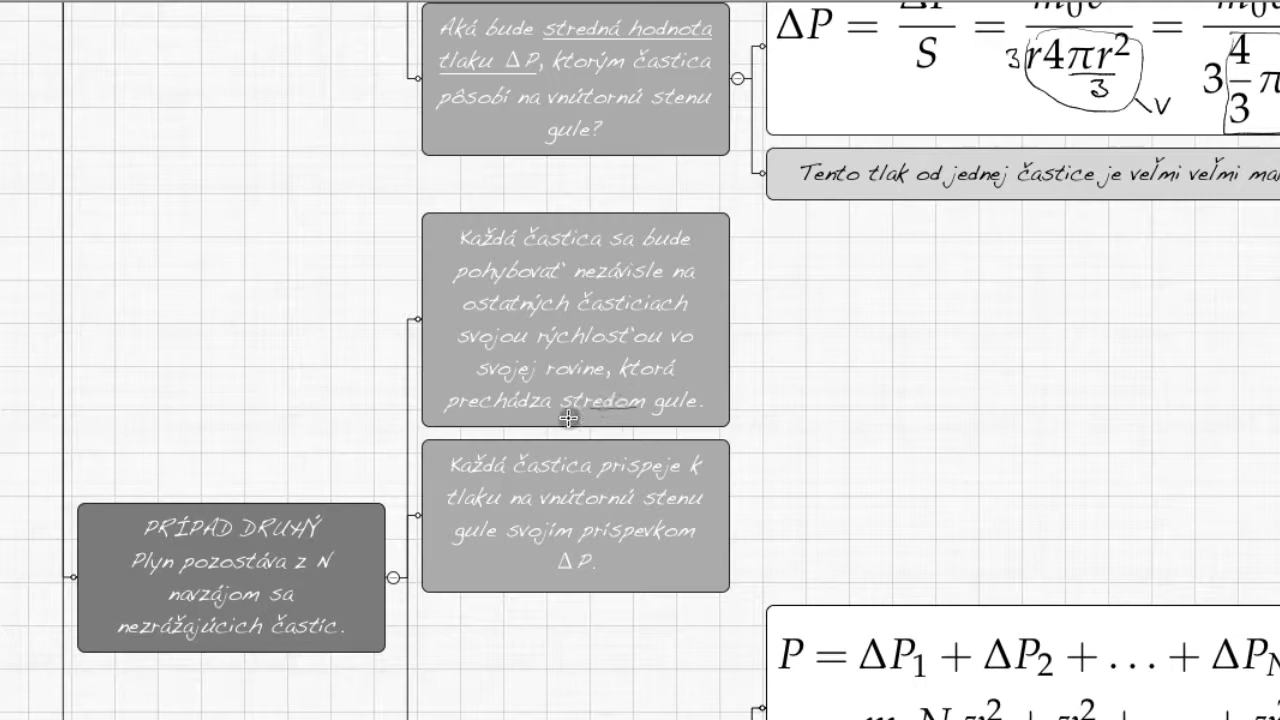 Aká bude stredná hodnota
tlaku ΔP, ktorým častica
pôsobí na vnútornú stenu
gule?
ΔP = / S = / 3 r4πr² / 3 = / 3 4/3 π
V
Tento tlak od jednej častice je veľmi veľmi
Každá častica sa bude
pohybovať nezávisle na
ostatných časticiach
svojou rýchlosťou vo
svojej rovine, ktorá
prechádza stredom gule.
Každá častica prispeje k
tlaku na vnútornú stenu
gule svojím príspevkom
ΔP.
PRÍPAD DRUHÝ
Plyn pozostáva z N
navzájom sa
nezrážajúcich častíc.
P = ΔP₁ + ΔP₂ + ... + ΔP